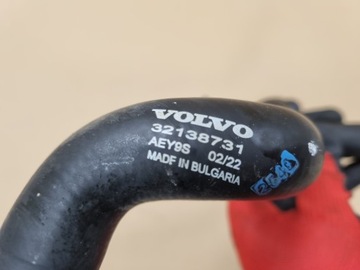 VOLVO
32138731
AEY9S 02/22
MADE IN BULGARIA